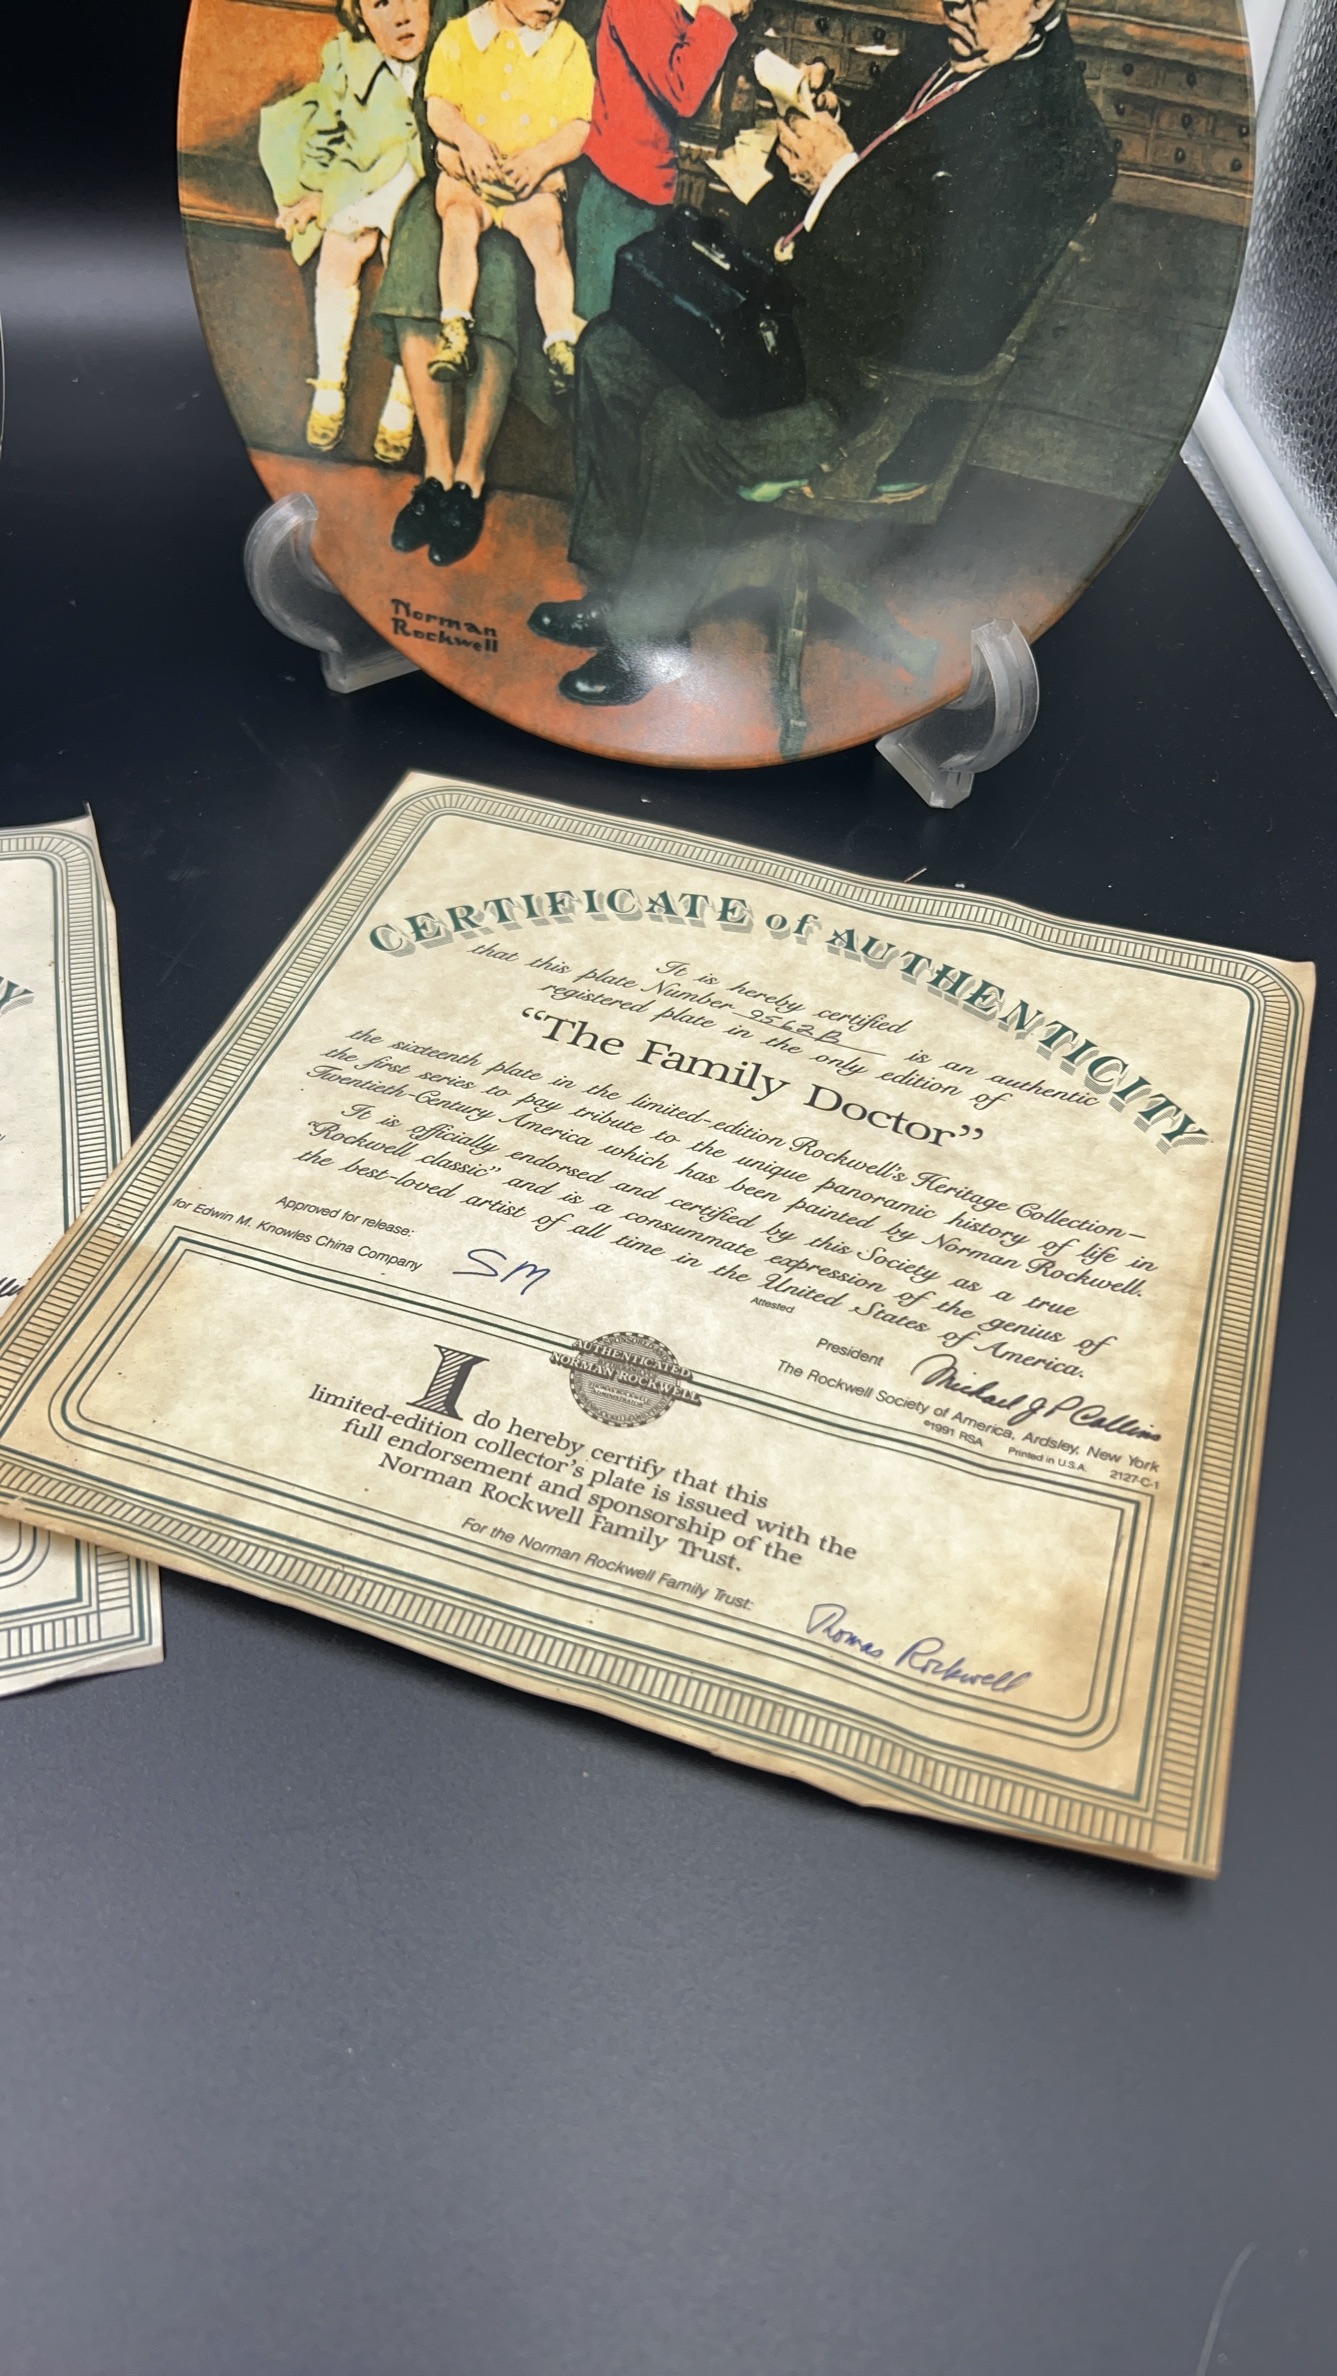 Norman
Rockwell
CERTIFICATE of AUTHENTICITY
It is hereby certified
that this plate Number 9562B is an authentic
registered plate in the only edition of
“The Family Doctor”
the sixteenth plate in the limited-edition Rockwell's Heritage Collection—
the first series to pay tribute to the unique panoramic history of life in
Twentieth-Century America which has been painted by Norman Rockwell.
It is officially endorsed and certified by this Society as a true
“Rockwell classic” and is a consummate expression of the genius of
the best-loved artist of all time in the United States of America.
Approved for release:
for Edwin M. Knowles China Company
SM
Attested
President Michael J P Collins
The Rockwell Society of America, Ardsley, New York
©1991 RSA Printed in U.S.A. 2127-C-1
AUTHENTICATED
NORMAN ROCKWELL
I do hereby certify that this
limited-edition collector's plate is issued with the
full endorsement and sponsorship of the
Norman Rockwell Family Trust.
For the Norman Rockwell Family Trust:
Thomas Rockwell